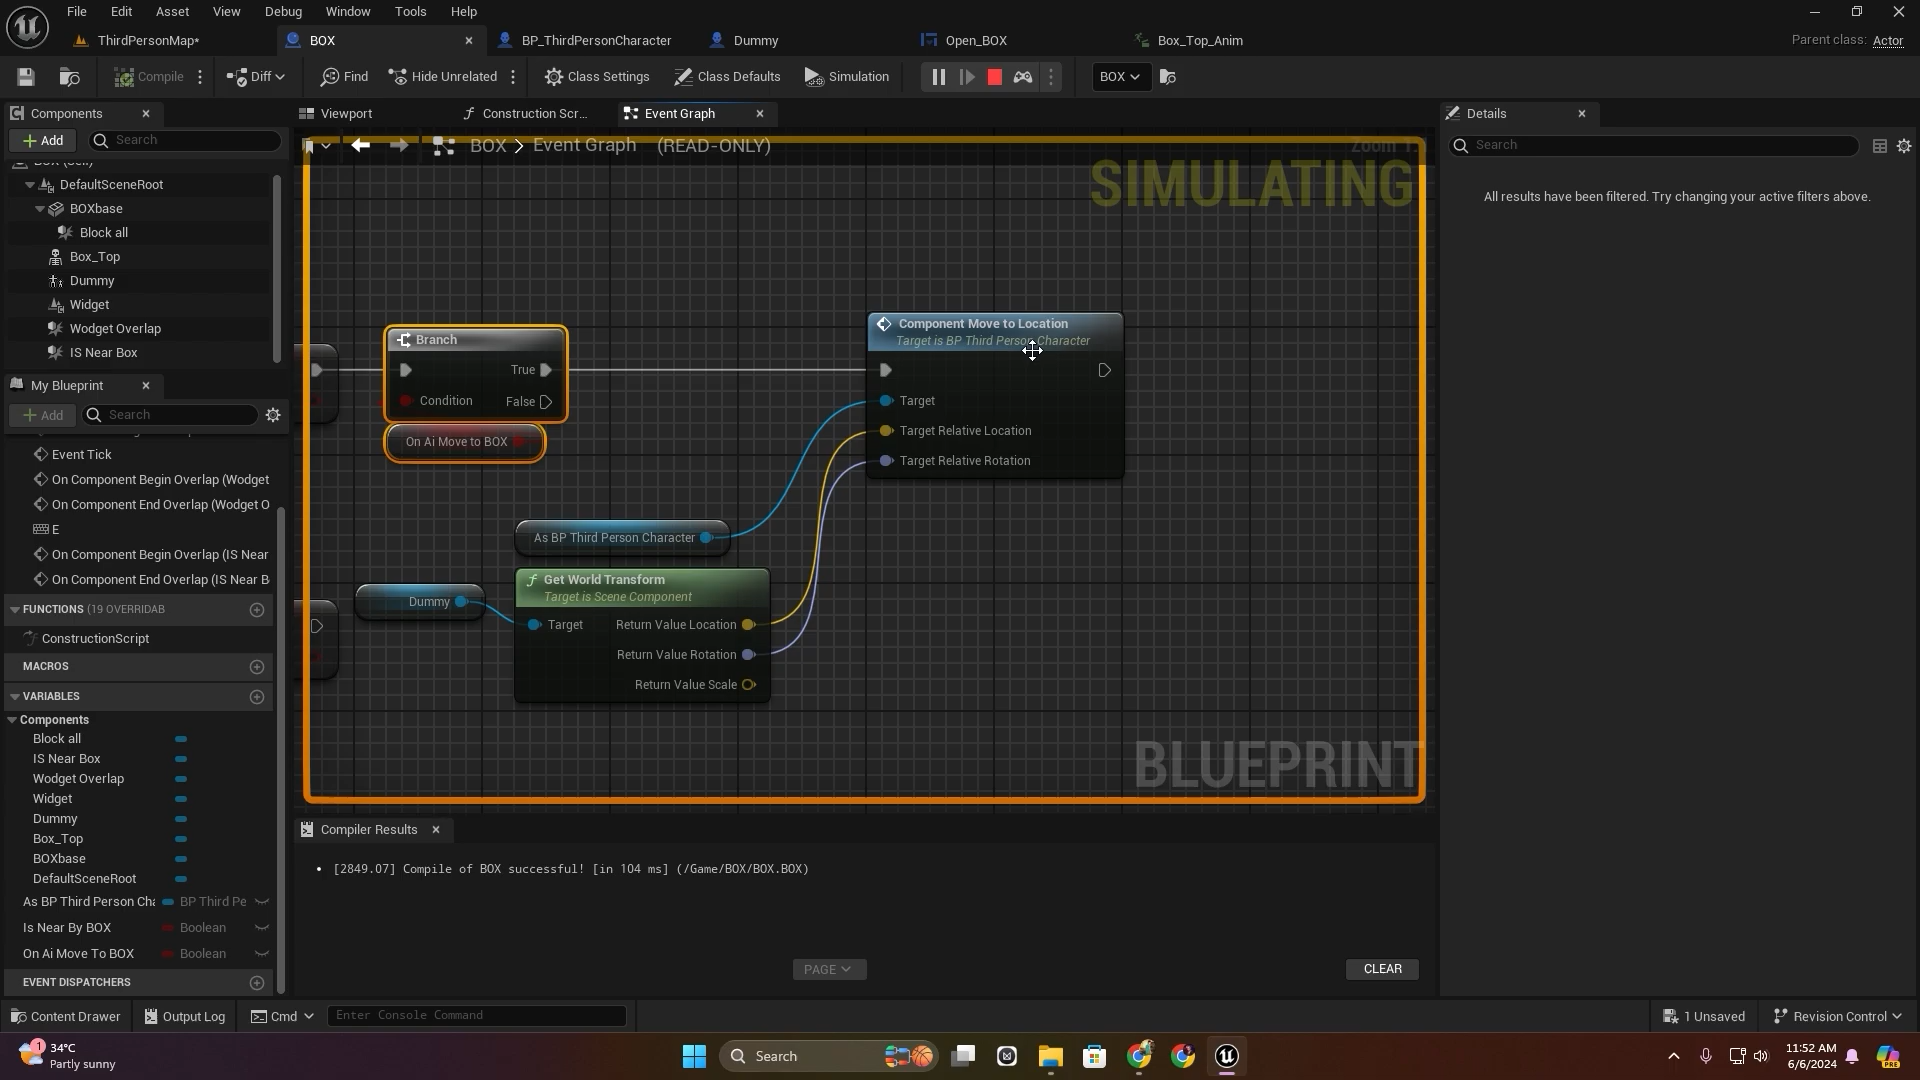 File Edit Asset View Debug Window Tools Help
ThirdPersonMap* BOX BP_ThirdPersonCharacter Dummy Open_BOX Box_Top_Anim Parent class: Actor
Compile Diff Find Hide Unrelated Class Settings Class Defaults Simulation BOX
Components
Add Search
BOX (Self)
DefaultSceneRoot
BOXbase
Block all
Box_Top
Dummy
Widget
Wodget Overlap
IS Near Box
My Blueprint
Add Search
Event Tick
On Component Begin Overlap (Wodget
On Component End Overlap (Wodget O
E
On Component Begin Overlap (IS Near
On Component End Overlap (IS Near B
FUNCTIONS (19 OVERRIDAB
ConstructionScript
MACROS
VARIABLES
Components
Block all
IS Near Box
Wodget Overlap
Widget
Dummy
Box_Top
BOXbase
DefaultSceneRoot
As BP Third Person Cha BP Third Pe
Is Near By BOX Boolean
On Ai Move To BOX Boolean
EVENT DISPATCHERS
Viewport Construction Scr... Event Graph
BOX > Event Graph (READ-ONLY)
SIMULATING
Branch
True
Condition False
On Ai Move to BOX
Component Move to Location
Target is BP Third Person Character
Target
Target Relative Location
Target Relative Rotation
As BP Third Person Character
Dummy
Get World Transform
Target is Scene Component
Target Return Value Location
Return Value Rotation
Return Value Scale
BLUEPRINT
Compiler Results
• [2849.07] Compile of BOX successful! [in 104 ms] (/Game/BOX/BOX.BOX)
PAGE CLEAR
Details
Search
All results have been filtered. Try changing your active filters above.
Content Drawer Output Log Cmd Enter Console Command 1 Unsaved Revision Control
1 34°C
Partly sunny
Search
11:52 AM
6/6/2024
PRE